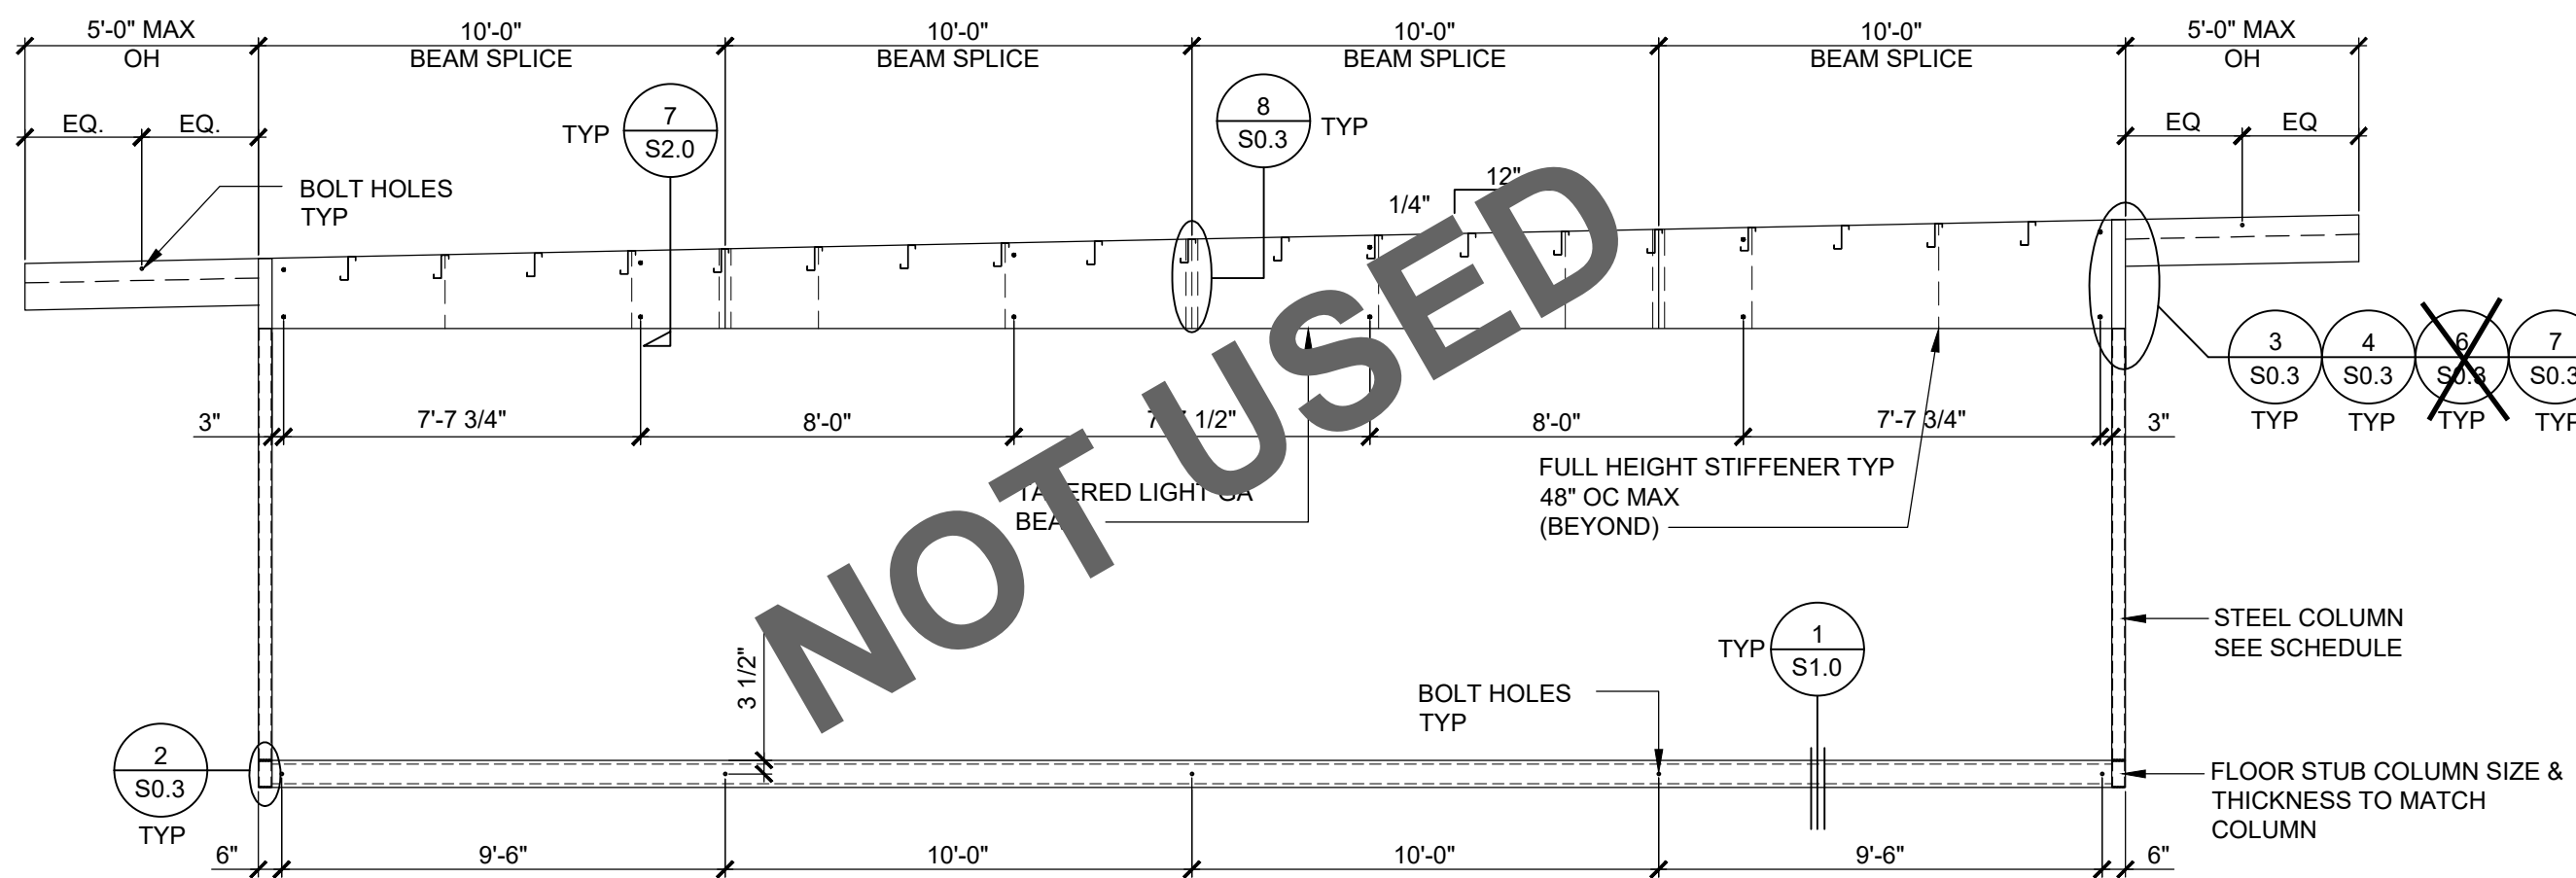 5'-0" MAX
OH
10'-0"
BEAM SPLICE
10'-0"
BEAM SPLICE
10'-0"
BEAM SPLICE
10'-0"
BEAM SPLICE
5'-0" MAX
OH
EQ.
EQ.
7
S2.0
TYP
8
S0.3
TYP
EQ
EQ
BOLT HOLES
TYP
12"
1/4"
NOT USED
3
S0.3
TYP
4
S0.3
TYP
6
S0.3
TYP
7
S0.3
3"
7'-7 3/4"
8'-0"
1/2"
8'-0"
7'-7 3/4"
3"
LIGHT
FULL HEIGHT STIFFENER TYP
48" OC MAX
(BEYOND)
STEEL COLUMN
SEE SCHEDULE
3 1/2"
TYP
1
S1.0
BOLT HOLES
TYP
2
S0.3
TYP
FLOOR STUB COLUMN SIZE &
THICKNESS TO MATCH
COLUMN
6"
9'-6"
10'-0"
10'-0"
9'-6"
6"